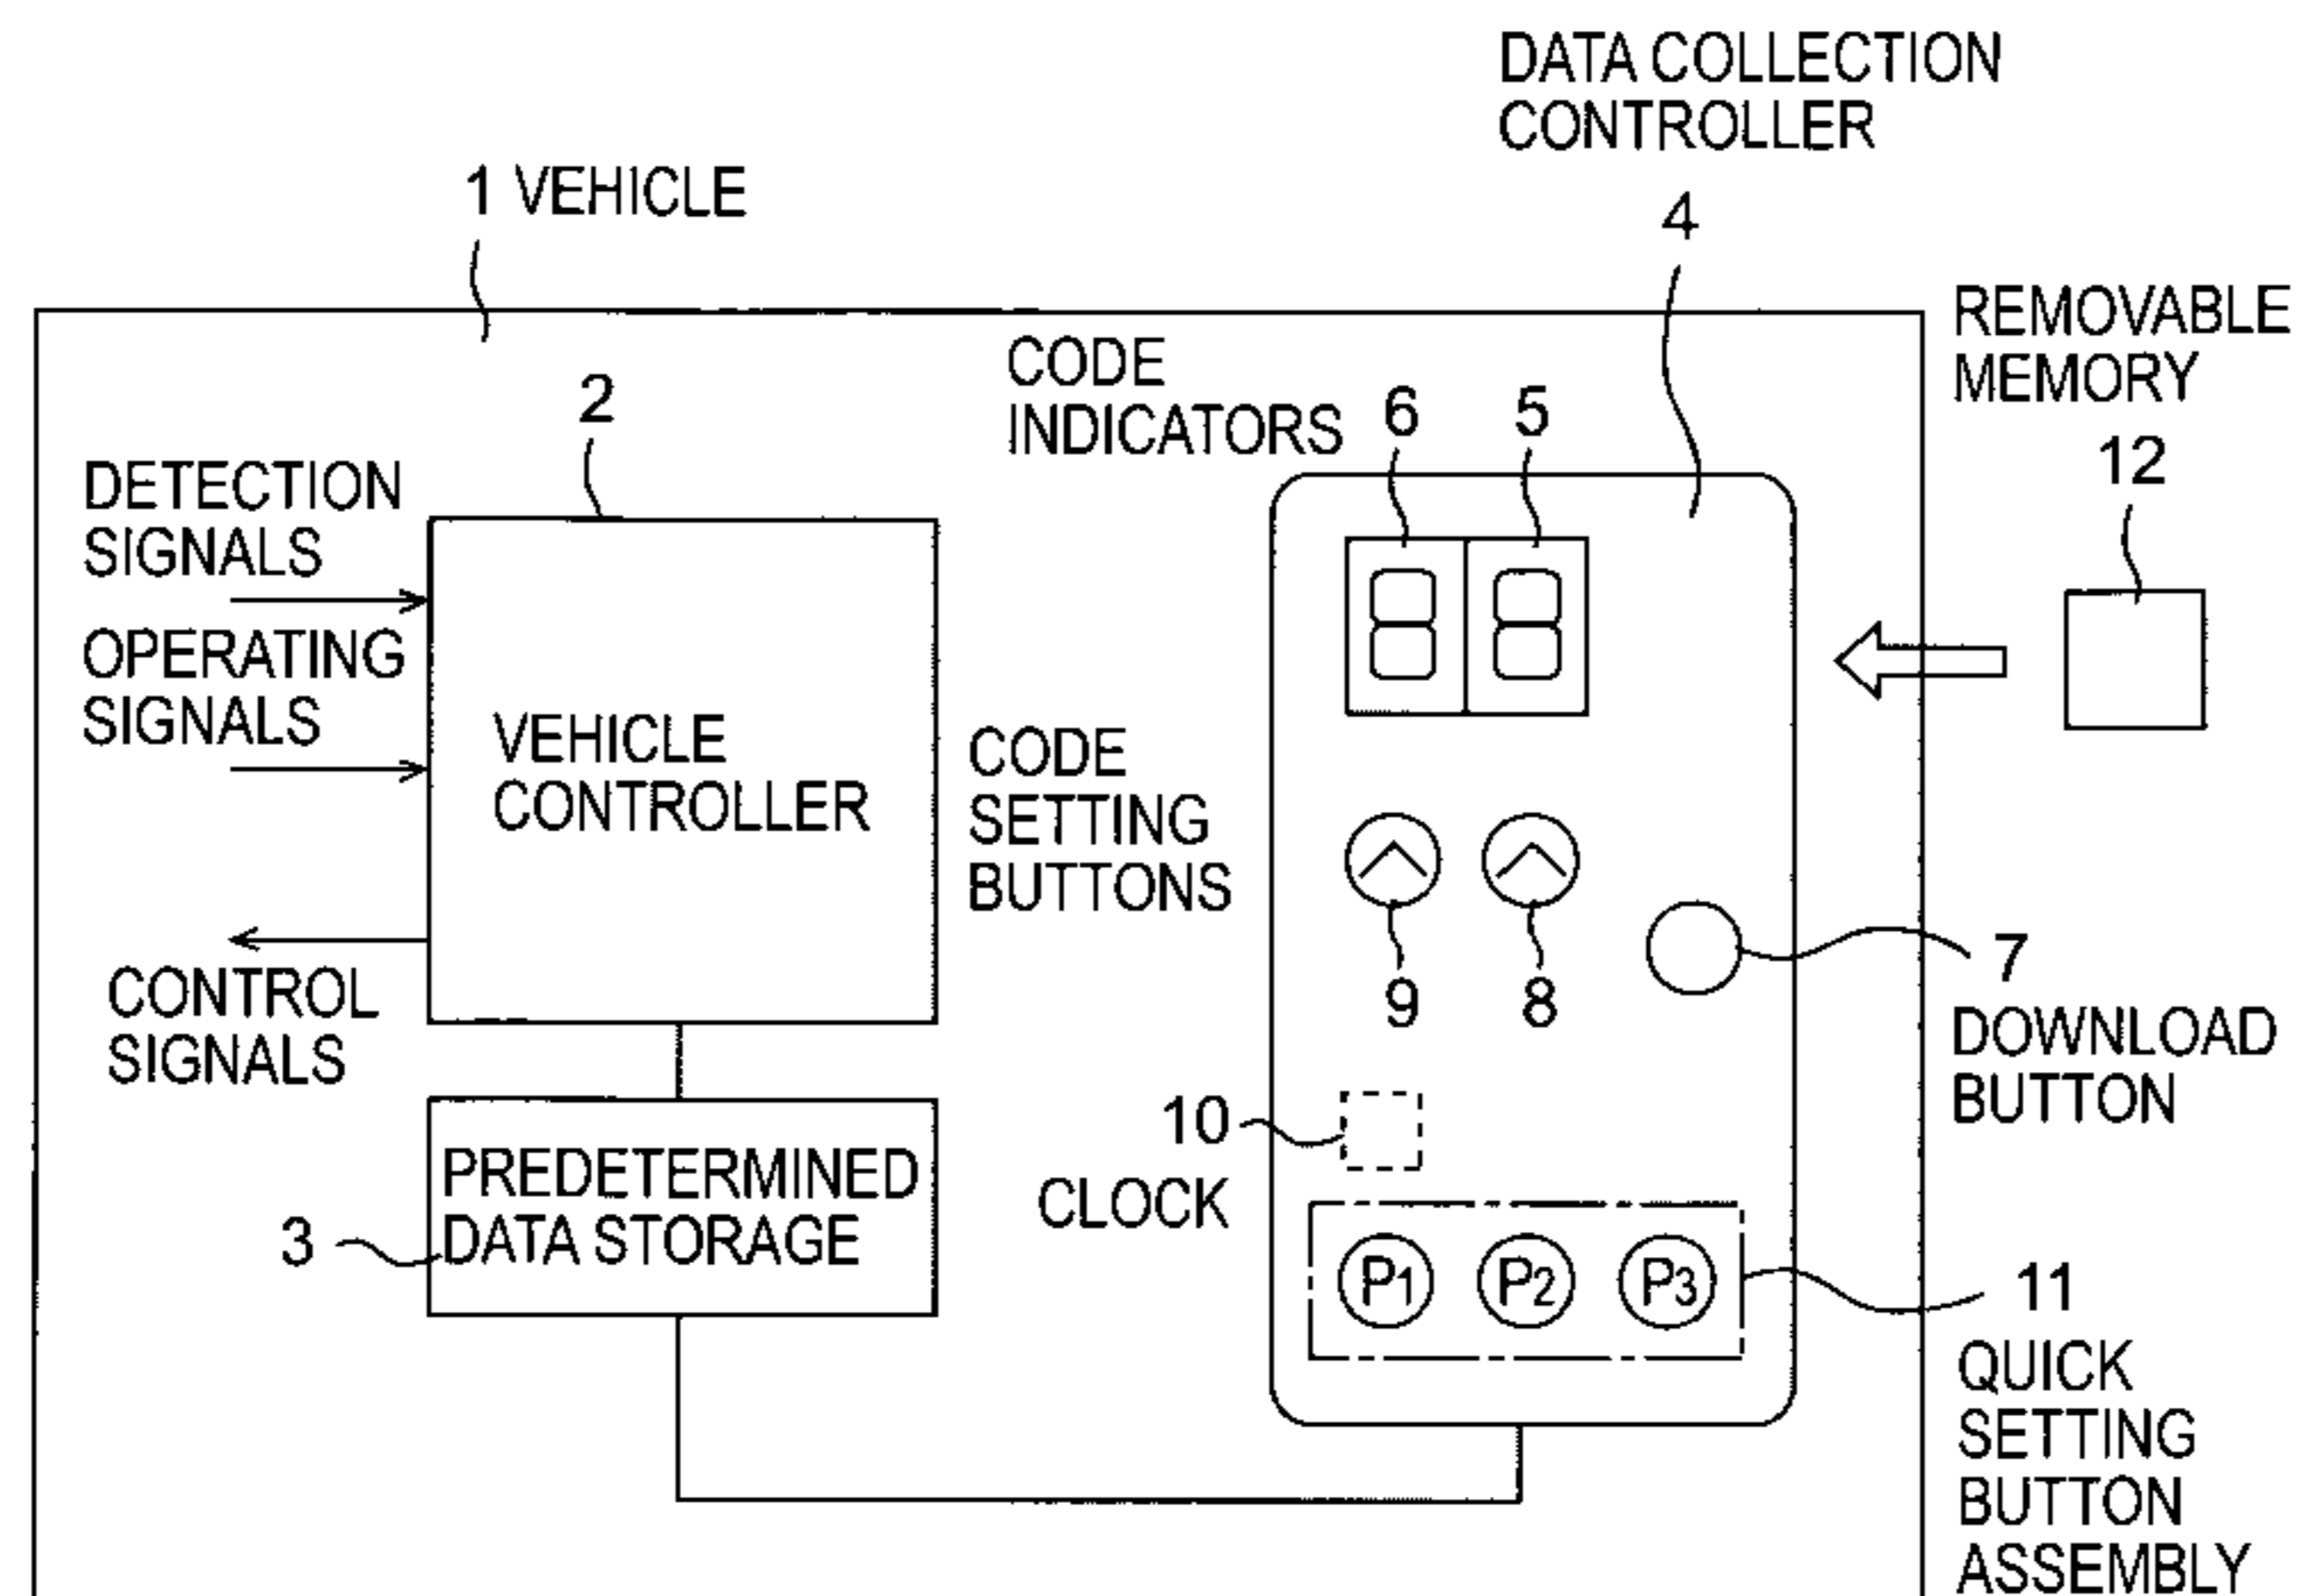 DATA COLLECTION
CONTROLLER
4
1 VEHICLE
REMOVABLE
MEMORY
12
CODE
INDICATORS
6
5
2
DETECTION
SIGNALS
OPERATING
SIGNALS
VEHICLE
CONTROLLER
CONTROL
SIGNALS
CODE
SETTING
BUTTONS
8 8
9
8
7
DOWNLOAD
BUTTON
10
CLOCK
3
PREDETERMINED
DATA STORAGE
P1 P2 P3
11
QUICK
SETTING
BUTTON
ASSEMBLY